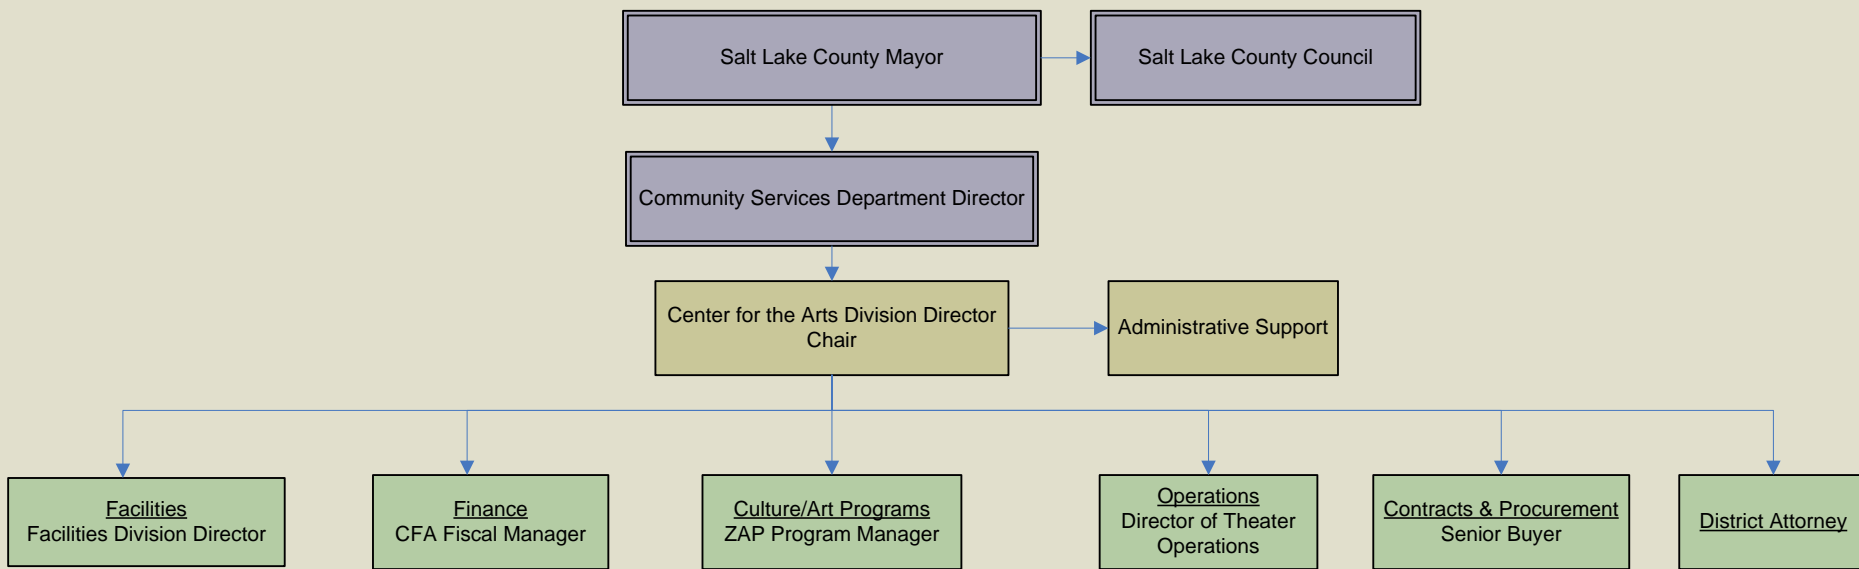 Salt Lake County Mayor
Salt Lake County Council
Community Services Department Director
Center for the Arts Division Director
Chair
Administrative Support
Facilities
Facilities Division Director
Finance
CFA Fiscal Manager
Culture/Art Programs
ZAP Program Manager
Operations
Director of Theater
Operations
Contracts & Procurement
Senior Buyer
District Attorney